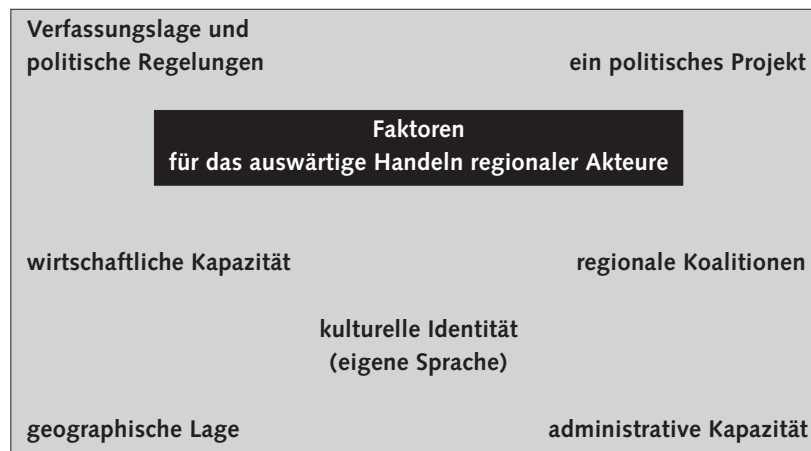 Verfassungslage und
politische Regelungen
ein politisches Projekt
Faktoren
für das auswärtige Handeln regionaler Akteure
wirtschaftliche Kapazität
regionale Koalitionen
kulturelle Identität
(eigene Sprache)
geographische Lage
administrative Kapazität